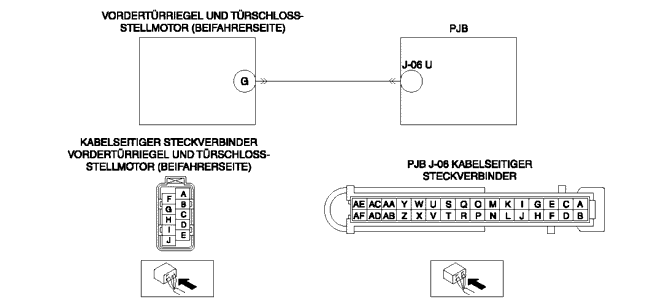 VORDERTÜRRIEGEL UND TÜRSCHLOSS-
STELLMOTOR (BEIFAHRERSEITE)
PJB
J-06 U
G
KABELSEITIGER STECKVERBINDER
VORDERTÜRRIEGEL UND TÜRSCHLOSS-
STELLMOTOR (BEIFAHRERSEITE)
PJB J-06 KABELSEITIGER
STECKVERBINDER
A
F
B
G
C
H
D
I
E
J
AE AC AA Y W U S Q O M K I G E C A
AF AD AB Z X V T R P N L J H F D B